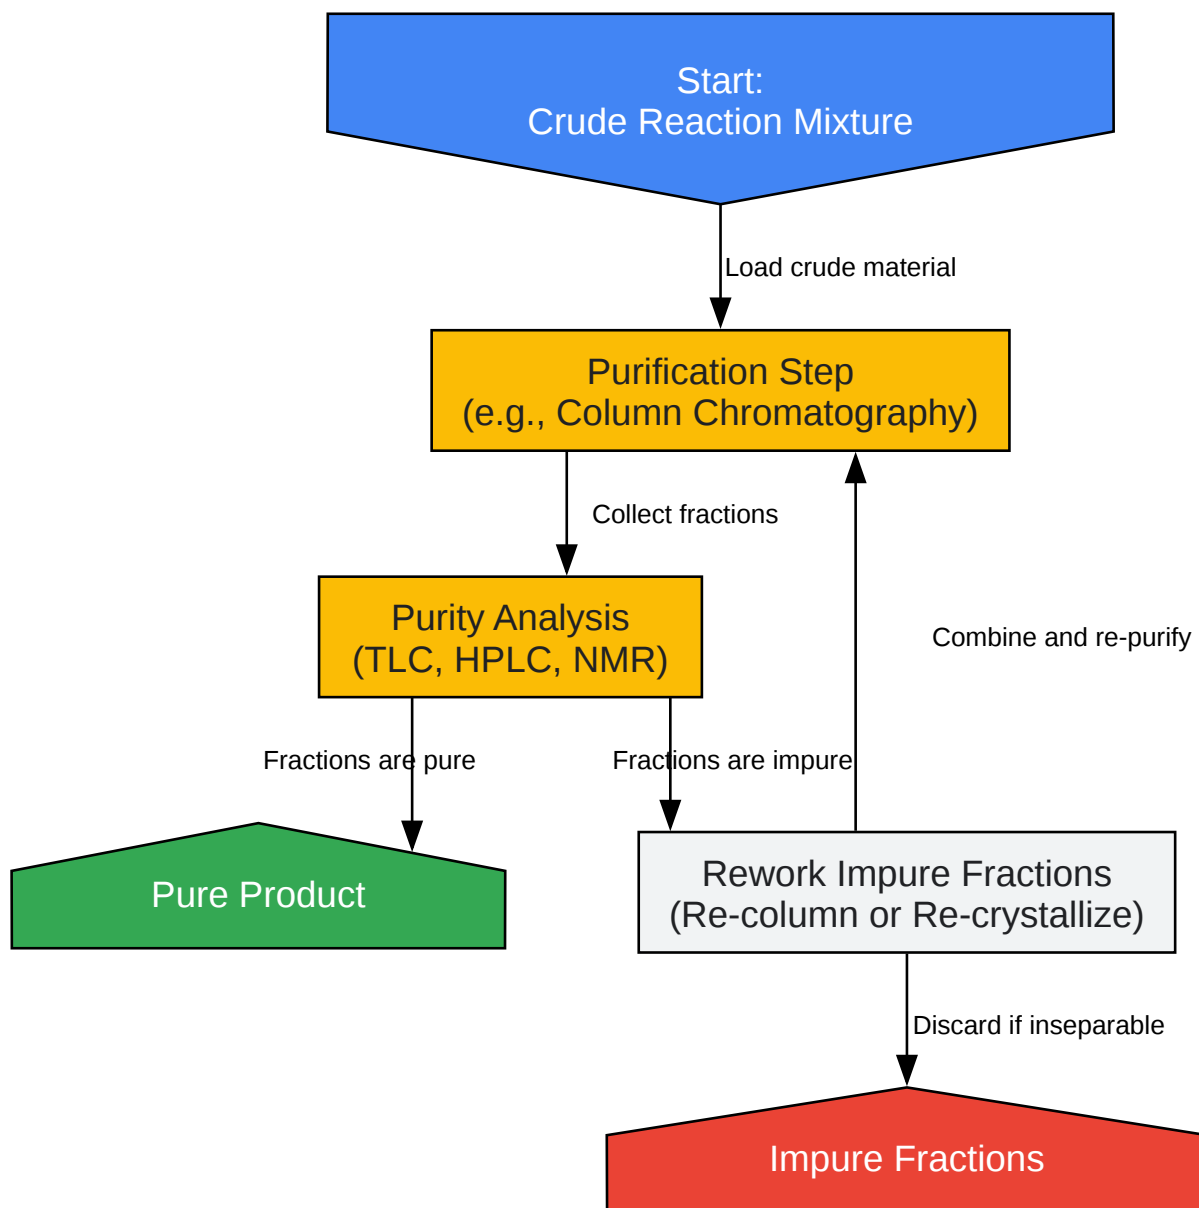 Start:
Crude Reaction Mixture
Load crude material
Purification Step
(e.g., Column Chromatography)
Collect fractions
Purity Analysis
(TLC, HPLC, NMR)
Combine and re-purify
Fractions are pure
Fractions are impure
Pure Product
Rework Impure Fractions
(Re-column or Re-crystallize)
Discard if inseparable
Impure Fractions